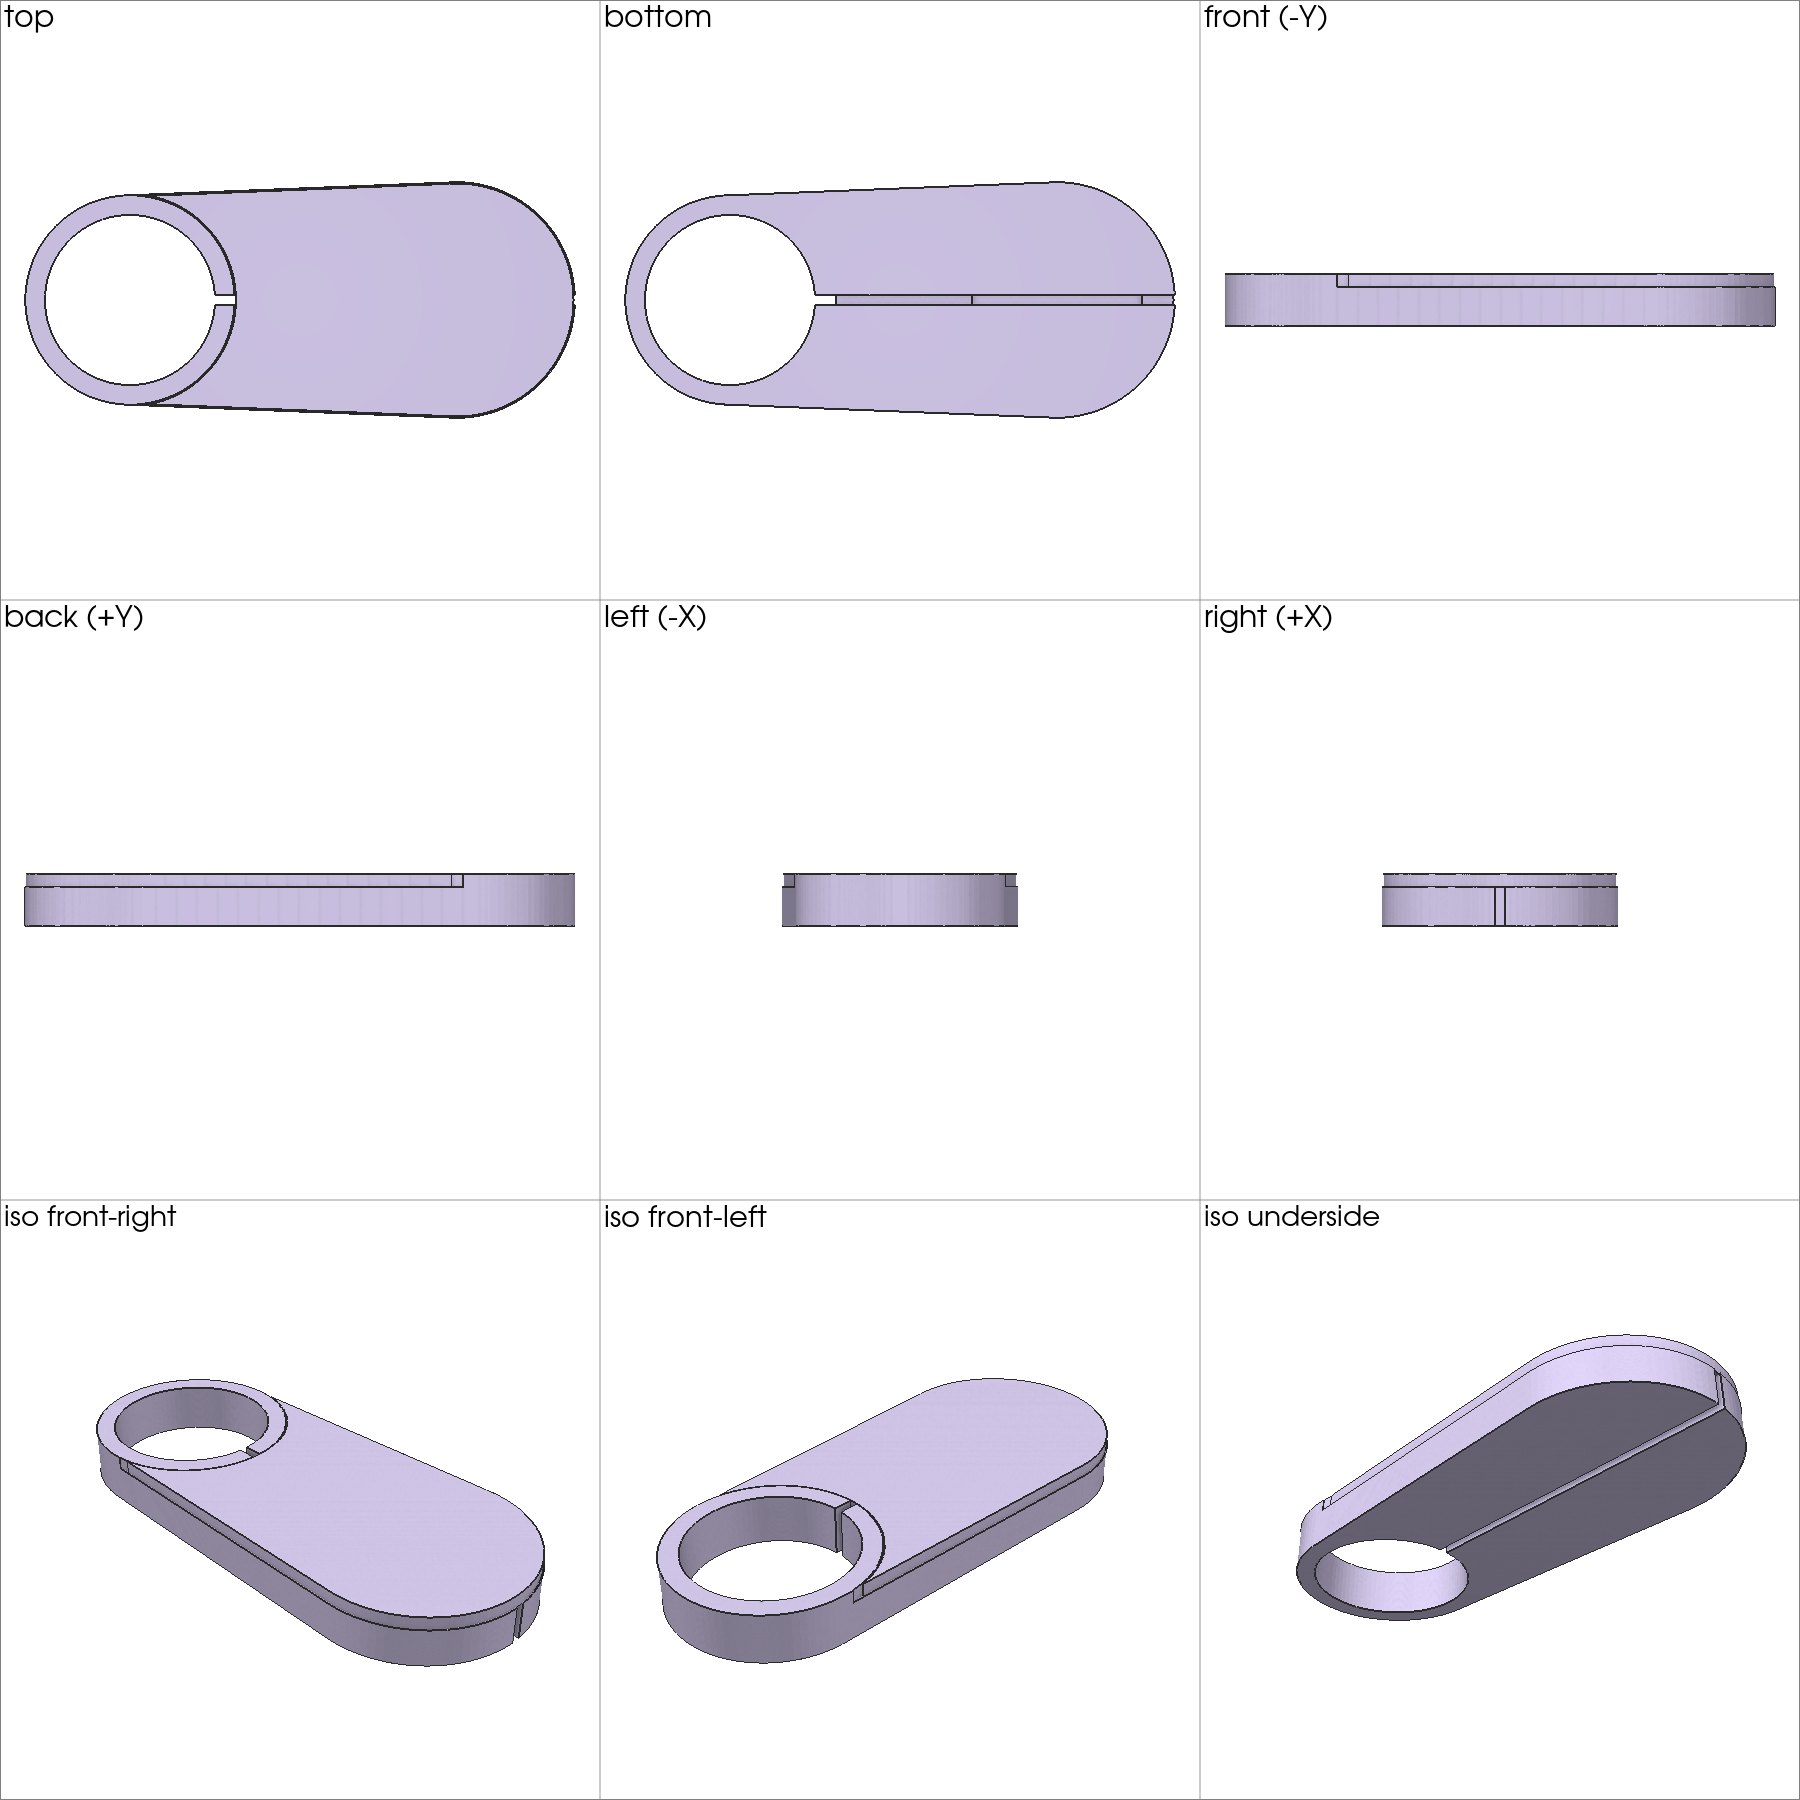 top
bottom
front (-Y)
back (+Y)
left (-X)
right (+X)
iso front-right
iso front-left
iso underside